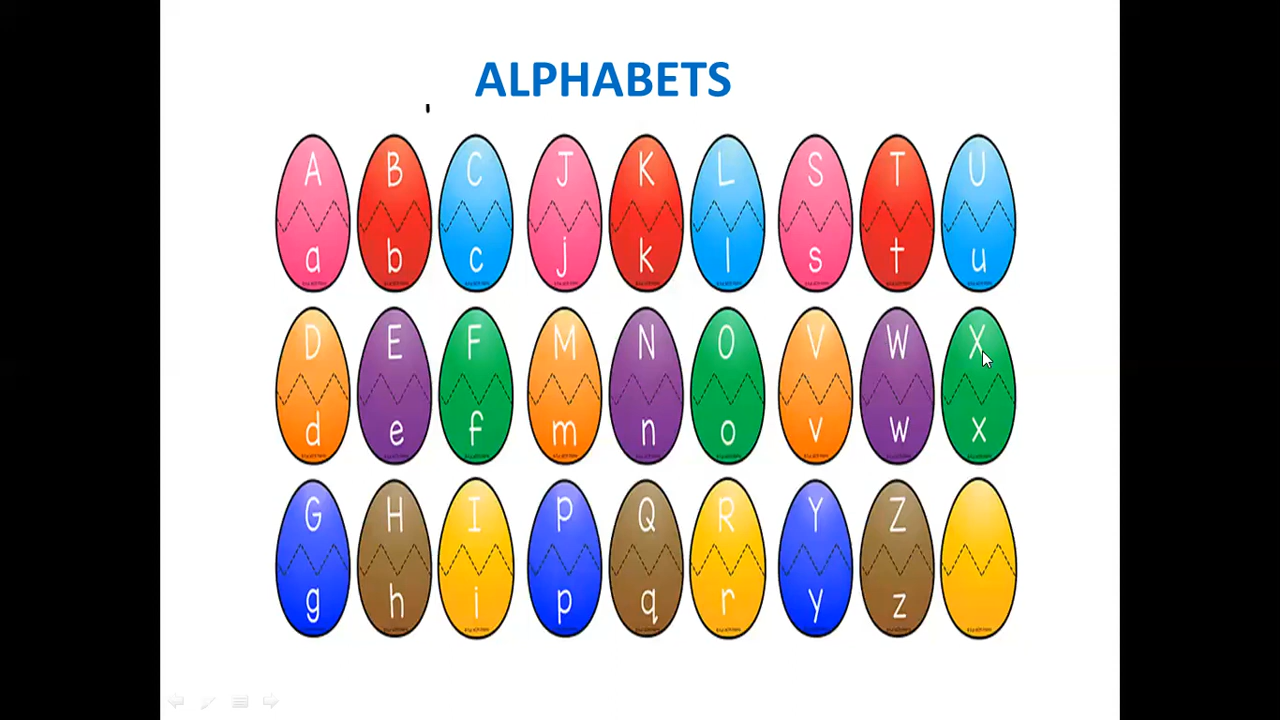 ALPHABETS
A B C J K L S T U
a b c j k l s t u
D E F M N O V W X
d e f m n o v w x
G H I P Q R Y Z
g h i p q r y z